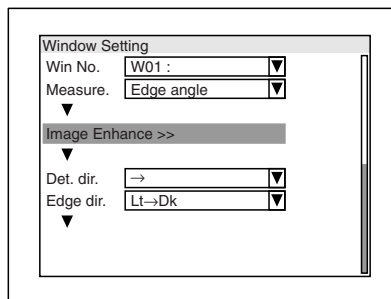 Window Setting
Win No. W01 :
Measure. Edge angle
Image Enhance >>
Det. dir. →
Edge dir. Lt→Dk